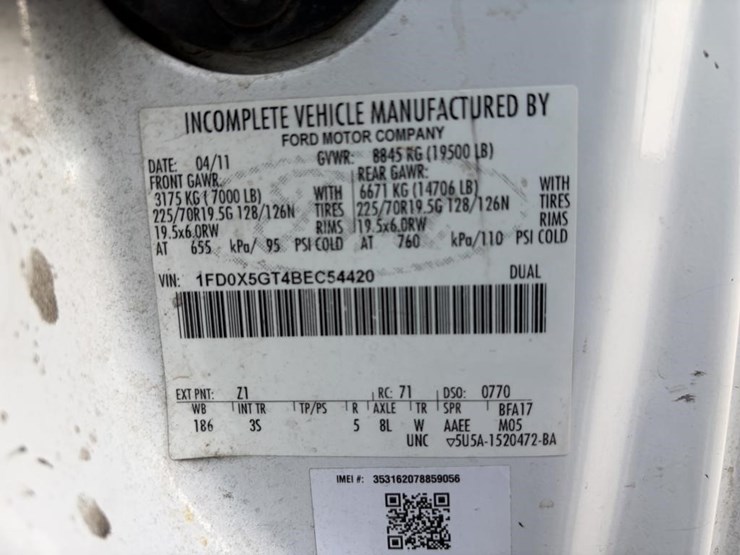 INCOMPLETE VEHICLE MANUFACTURED BY
FORD MOTOR COMPANY
DATE: 04/11 GVWR: 8845 KG (19500 LB)
FRONT GAWR: REAR GAWR:
3175 KG ( 7000 LB) WITH 6671 KG (14706 LB) WITH
225/70R19.5G 128/126N TIRES 225/70R19.5G 128/126N TIRES
19.5x6.0RW RIMS 19.5x6.0RW RIMS
AT 655 kPa/ 95 PSI COLD AT 760 kPa/110 PSI COLD
VIN: 1FD0X5GT4BEC54420 DUAL
EXT PNT: Z1 RC: 71 DSO: 0770
WB INT TR TP/PS R AXLE TR SPR BFA17
186 3S 5 8L W AAEE M05
UNC ▽5U5A-1520472-BA
IMEI #: 353162078859056